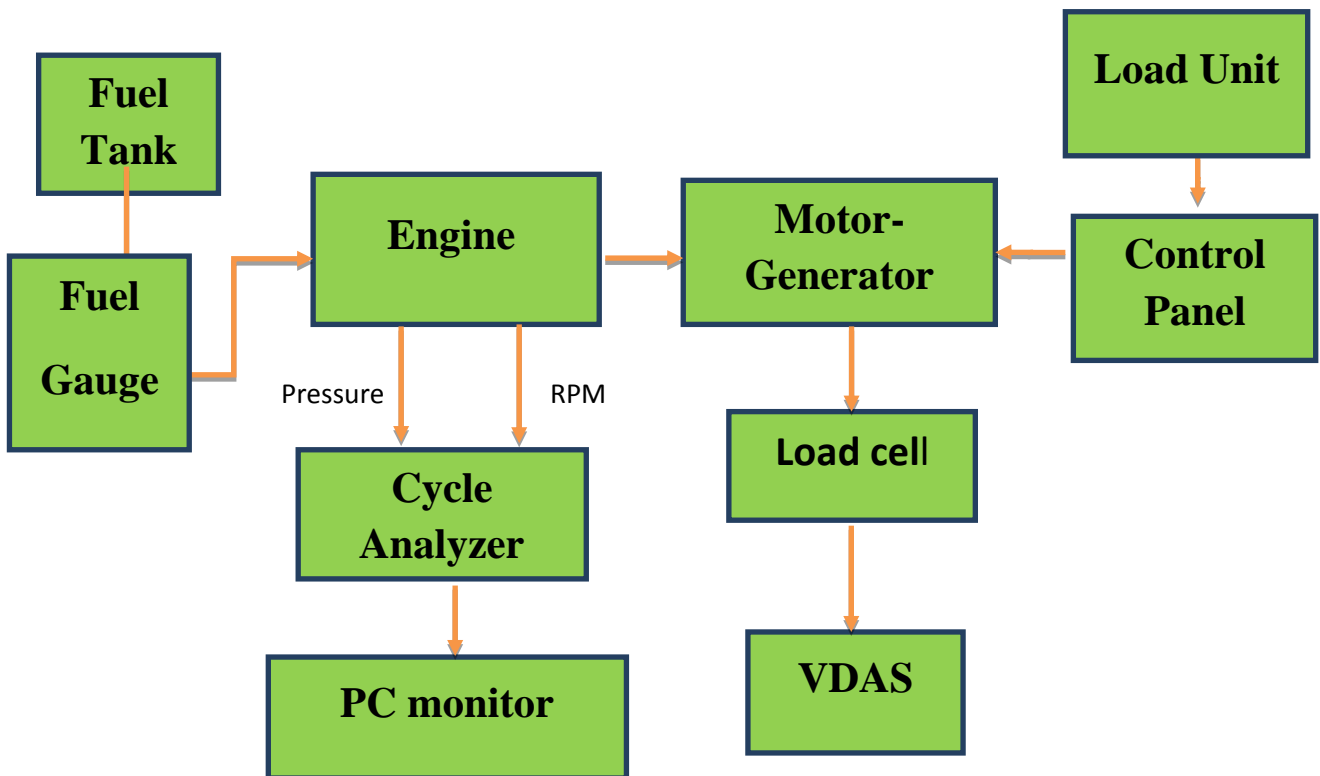 Fuel
Tank
Load Unit
Engine
Motor-
Generator
Control
Panel
Fuel
Gauge
Pressure
RPM
Load cell
Cycle
Analyzer
PC monitor
VDAS